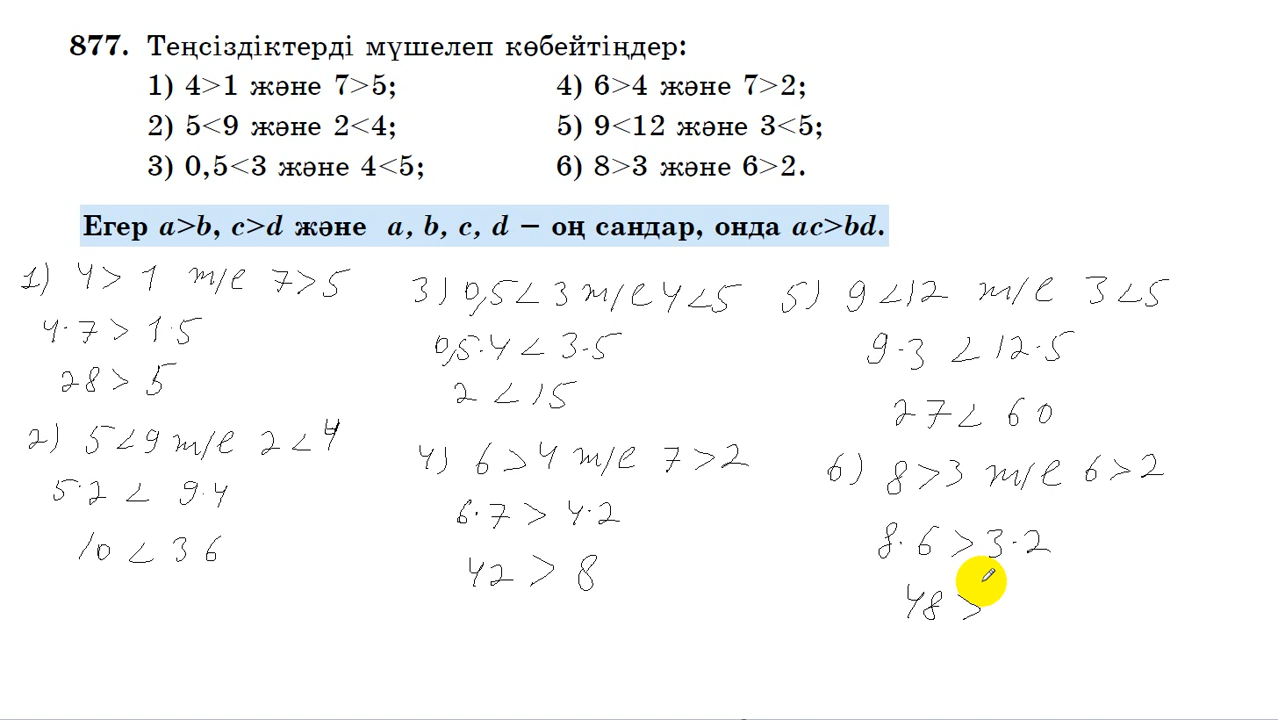 877. Теңсіздіктерді мүшелеп көбейтіңдер:
1) 4>1 және 7>5;
2) 5<9 және 2<4;
3) 0,5<3 және 4<5;
4) 6>4 және 7>2;
5) 9<12 және 3<5;
6) 8>3 және 6>2.
Егер a>b, c>d және a, b, c, d − оң сандар, онда ac>bd.
1) 4>1 т/е 7>5
4·7>1·5
28>5
2) 5<9 т/е 2<4
5·2<9·4
10<36
3) 0,5<3 т/е 4<5
0,5·4<3·5
2<15
4) 6>4 т/е 7>2
6·7>4·2
42>8
5) 9<12 т/е 3<5
9·3<12·5
27<60
6) 8>3 т/е 6>2
8·6>3·2
48>